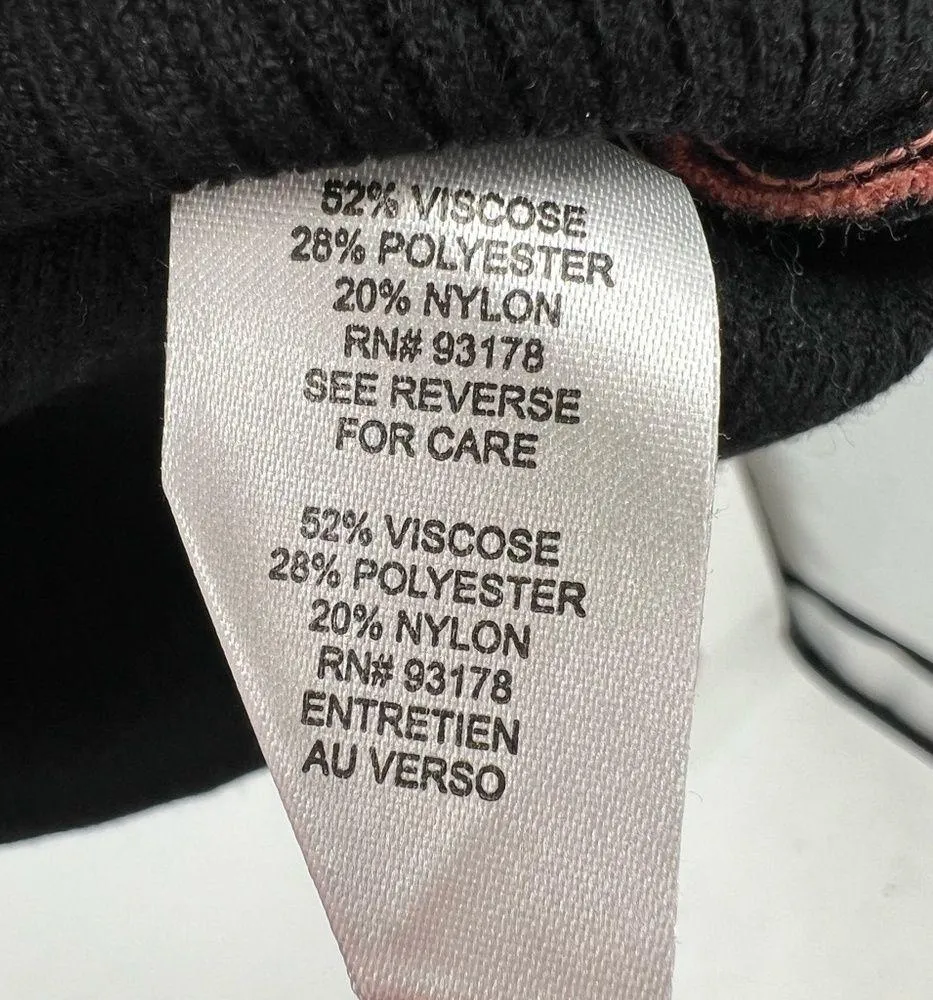 52% VISCOSE
28% POLYESTER
20% NYLON
RN# 93178
SEE REVERSE
FOR CARE
52% VISCOSE
28% POLYESTER
20% NYLON
RN# 93178
ENTRETIEN
AU VERSO